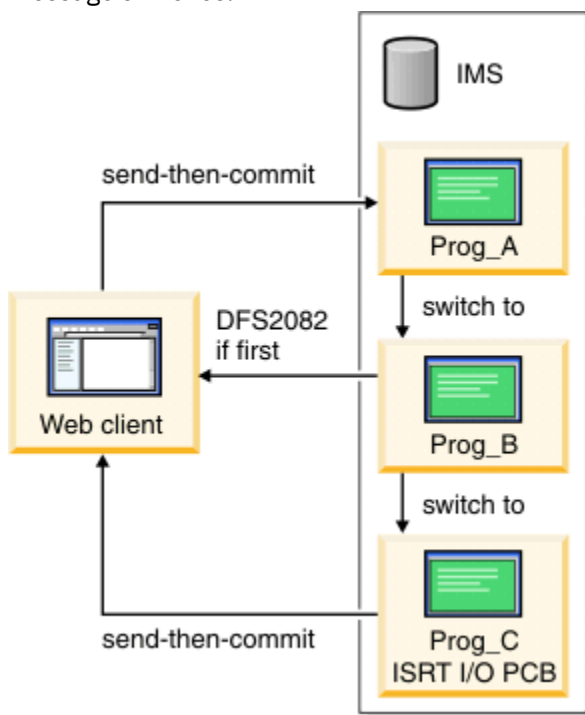 IMS
send-then-commit
Prog_A
switch to
DFS2082
if first
Web client
Prog_B
switch to
send-then-commit
Prog_C
ISRT I/O PCB